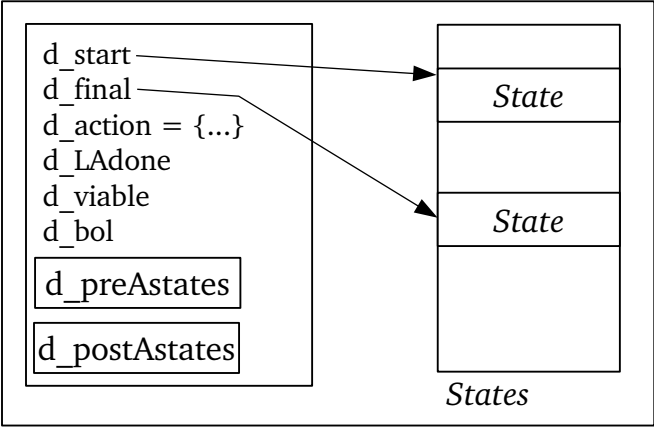 d_start
d_final
d_action = {...}
d_LAdone
d_viable
d_bol
d_preAstates
d_postAstates
State
State
States